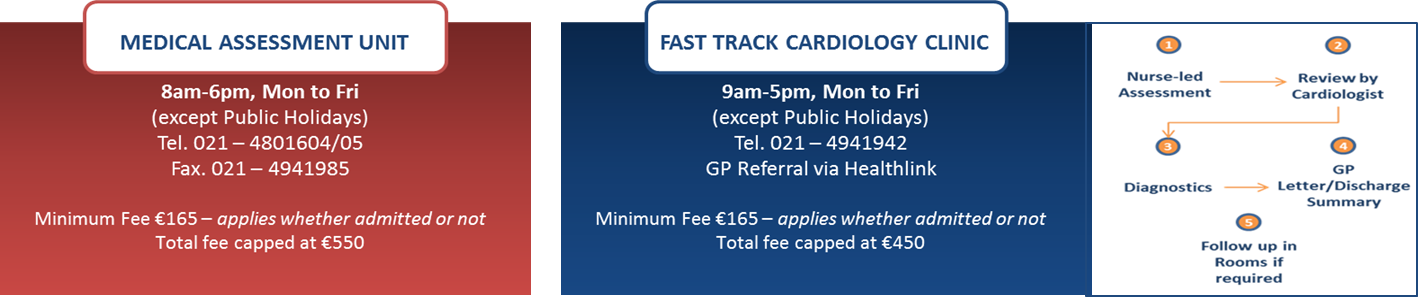 MEDICAL ASSESSMENT UNIT
8am-6pm, Mon to Fri
(except Public Holidays)
Tel. 021 – 4801604/05
Fax. 021 – 4941985
Minimum Fee €165 – applies whether admitted or not
Total fee capped at €550
FAST TRACK CARDIOLOGY CLINIC
9am-5pm, Mon to Fri
(except Public Holidays)
Tel. 021 – 4941942
GP Referral via Healthlink
Minimum Fee €165 – applies whether admitted or not
Total fee capped at €450
1
Nurse-led
Assessment
2
Review by
Cardiologist
3
Diagnostics
4
GP
Letter/Discharge
Summary
5
Follow up in
Rooms if
required